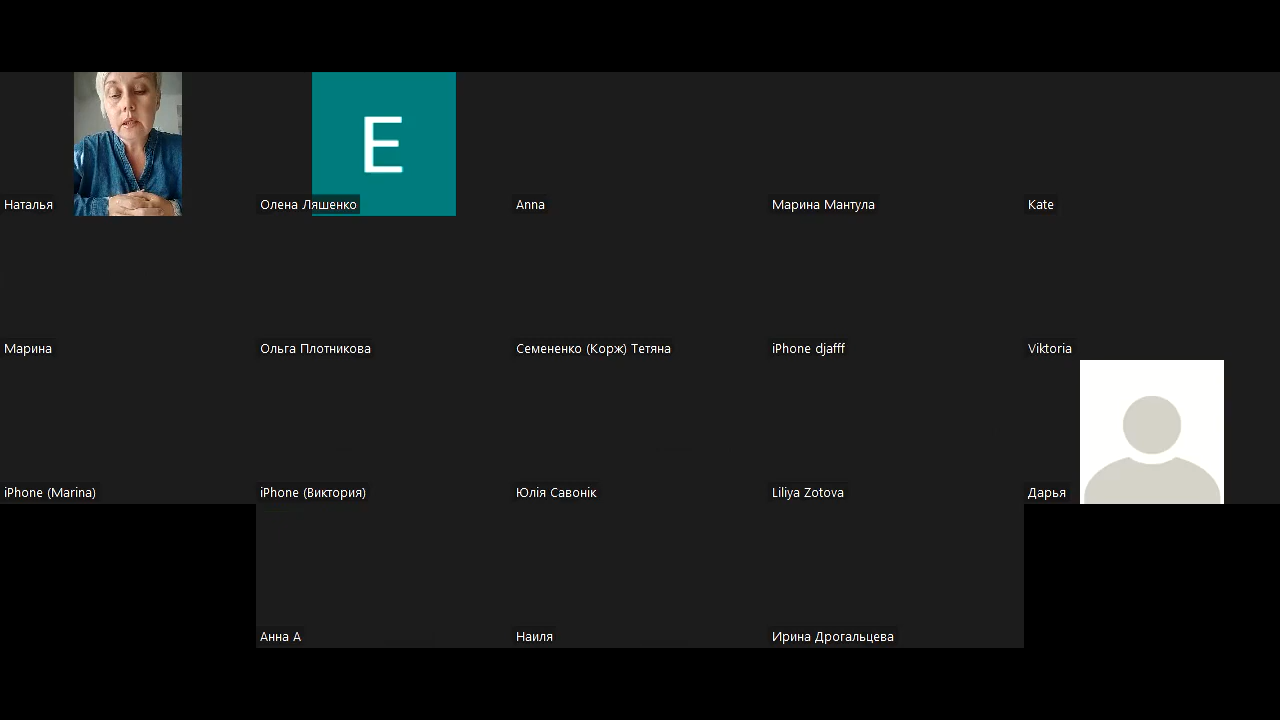 E
Наталья
Олена Ляшенко
Anna
Марина Мантула
Kate
Марина
Ольга Плотникова
Семененко (Корж) Тетяна
iPhone djafff
Viktoria
iPhone (Marina)
iPhone (Виктория)
Юлія Савонік
Liliya Zotova
Дарья
Анна А
Наиля
Ирина Дрогальцева